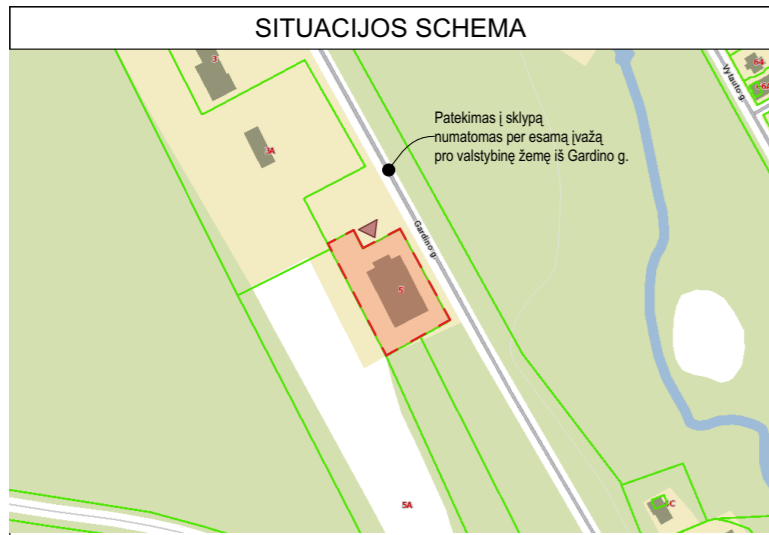 SITUACIJOS SCHEMA
3
64
Vytauto g.
Patekimas į sklypą
numatomas per esamą įvažą
pro valstybinę žemę iš Gardino g.
3A
Gardino g.
5
5A